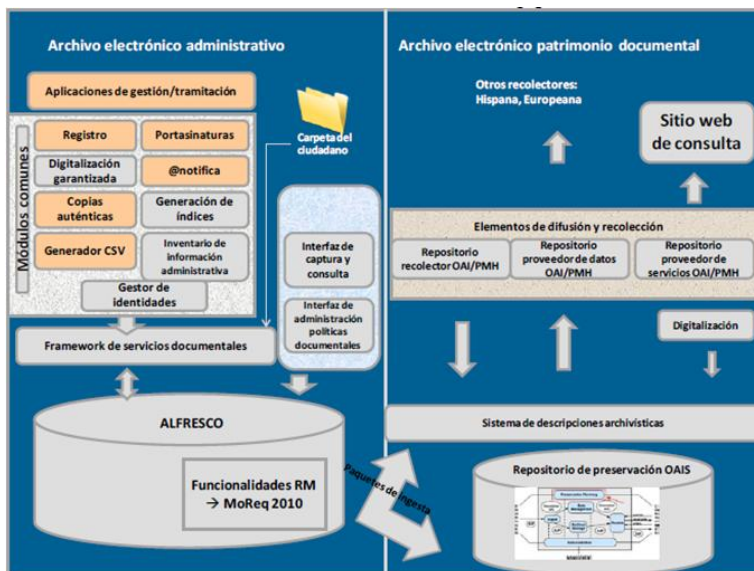 Archivo electrónico administrativo
Aplicaciones de gestión/tramitación
Módulos comunes
Registro
Portasinaturas
Digitalización
garantizada
@notifica
Copias
auténticas
Generación de
índices
Generador CSV
Inventario de
información
administrativa
Gestor de
identidades
Carpeta del
ciudadano
Interfaz de
captura y
consulta
Interfaz de
administración
políticas
documentales
Framework de servicios documentales
ALFRESCO
Funcionalidades RM
→ MoReq 2010
Paquetes de ingesta
Archivo electrónico patrimonio documental
Otros recolectores:
Hispana, Europeana
Sitio web
de consulta
Elementos de difusión y recolección
Repositorio
recolector OAI/PMH
Repositorio
proveedor de datos
OAI/PMH
Repositorio
proveedor de
servicios OAI/PMH
Digitalización
Sistema de descripciones archivísticas
Repositorio de preservación OAIS